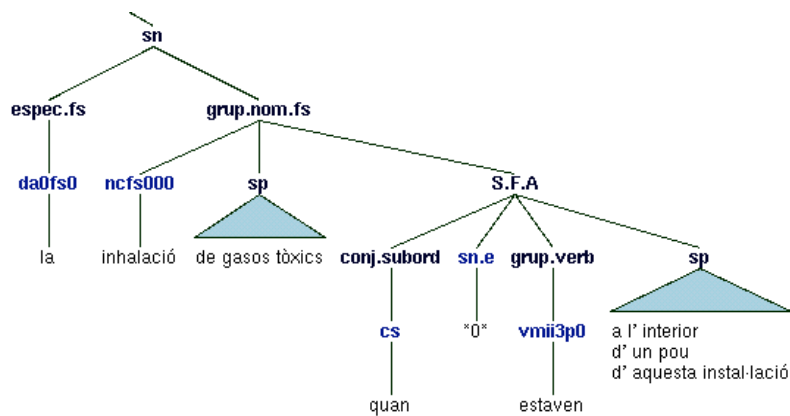 sn
espec.fs grup.nom.fs
da0fs0 ncfs000 sp S.F.A
la inhalació de gasos tòxics conj.subord sn.e grup.verb sp
cs *0* vmii3p0 a l' interior
d' un pou
d' aquesta instal·lació
quan estaven